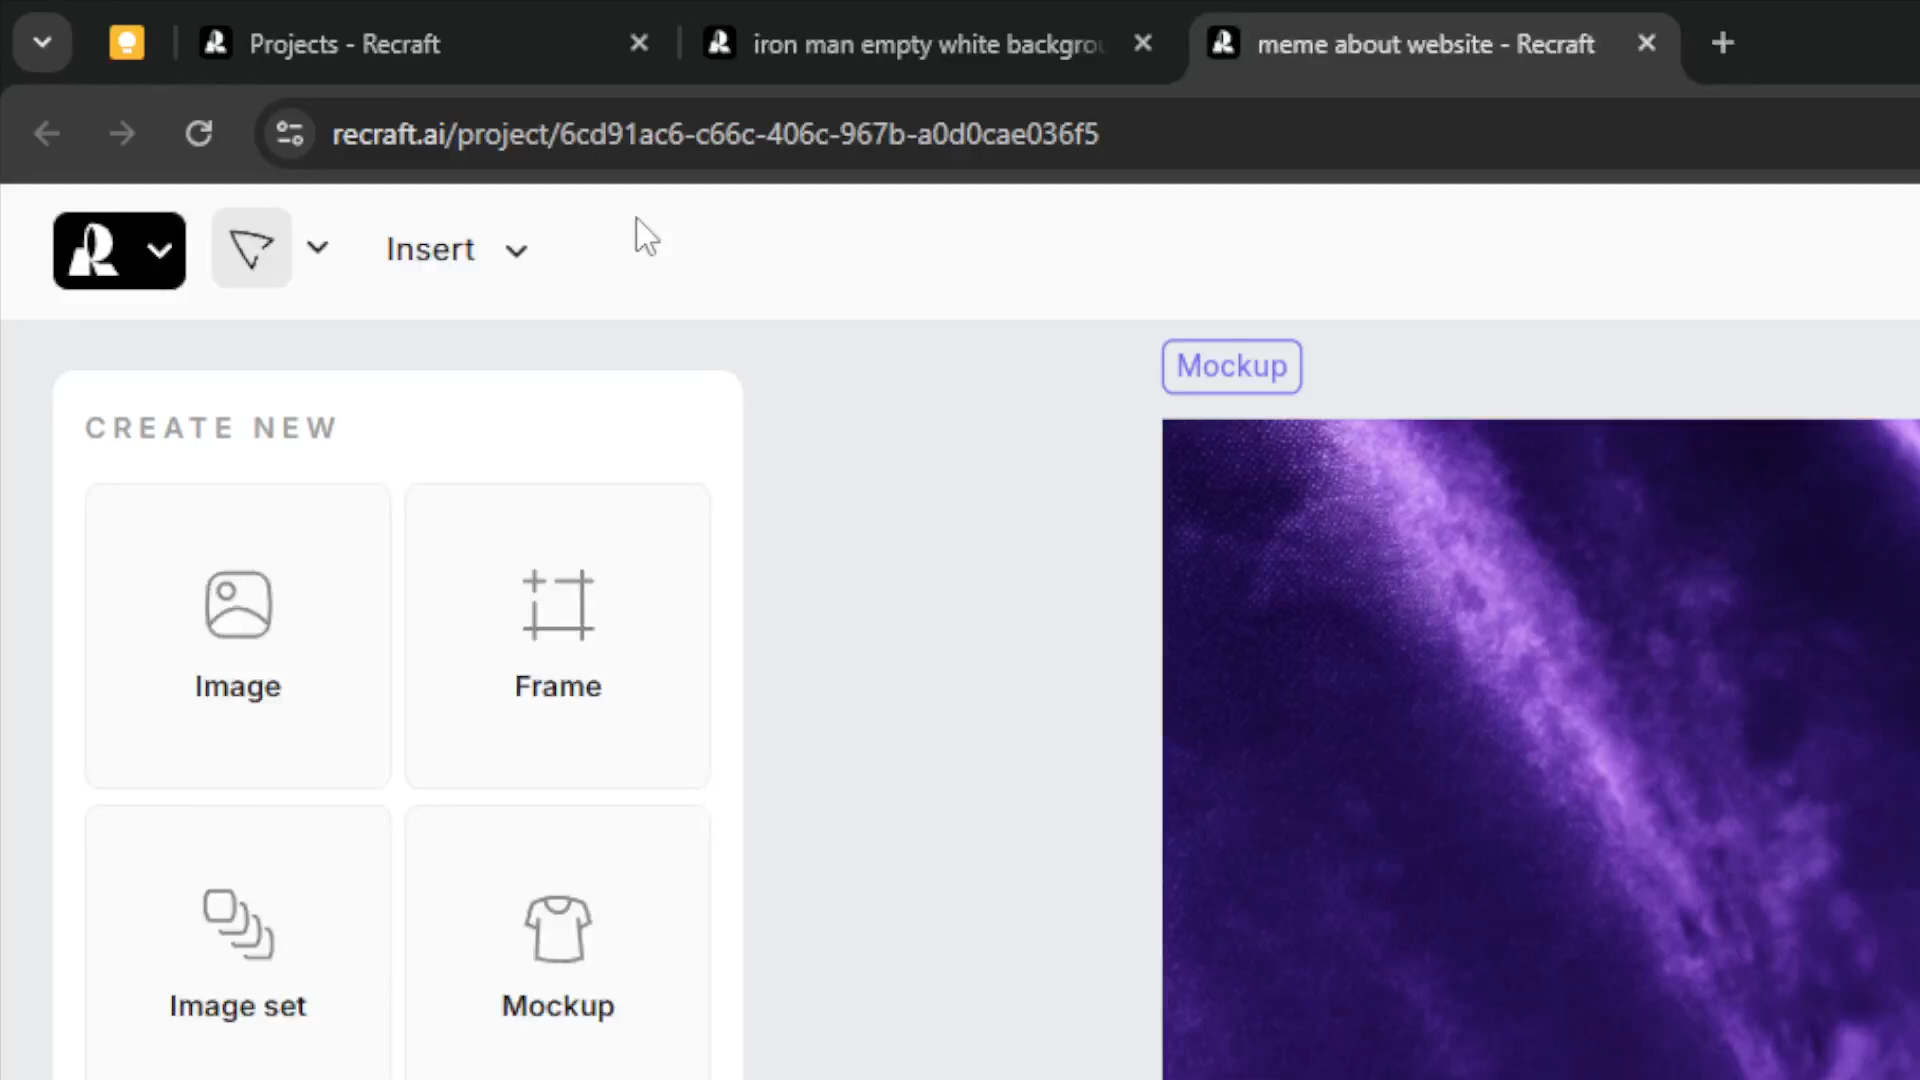 Projects - Recraft
iron man empty white backgrou
meme about website - Recraft
recraft.ai/project/6cd91ac6-c66c-406c-967b-a0d0cae036f5
Insert
Mockup
CREATE NEW
Image
Frame
Image set
Mockup